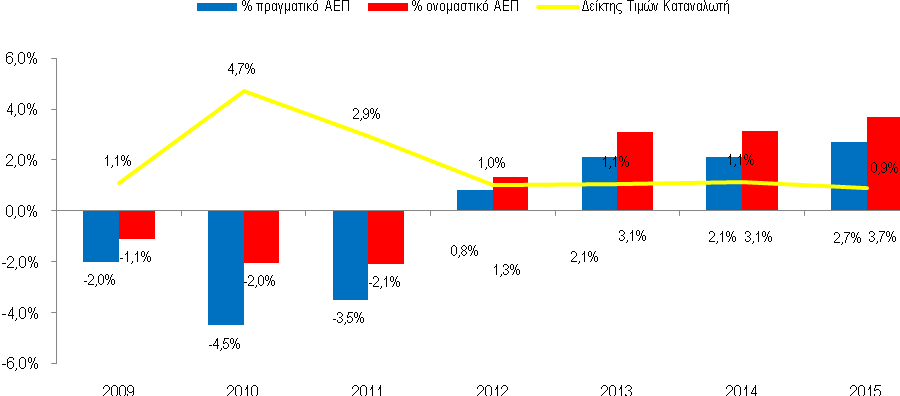 % πραγματικό ΑΕΠ % ονομαστικό ΑΕΠ Δείκτης Τιμών Καταναλωτή
6,0%
4,7%
4,0%
2,9%
2,0%
1,1% 1,0% 1,1% 1,1% 0,9%
0,0%
-2,0%
-2,0% -1,1% -2,0% -2,1% 0,8% 1,3% 2,1% 3,1% 2,1% 3,1% 2,7% 3,7%
-4,0%
-4,5% -3,5%
-6,0%
2009 2010 2011 2012 2013 2014 2015